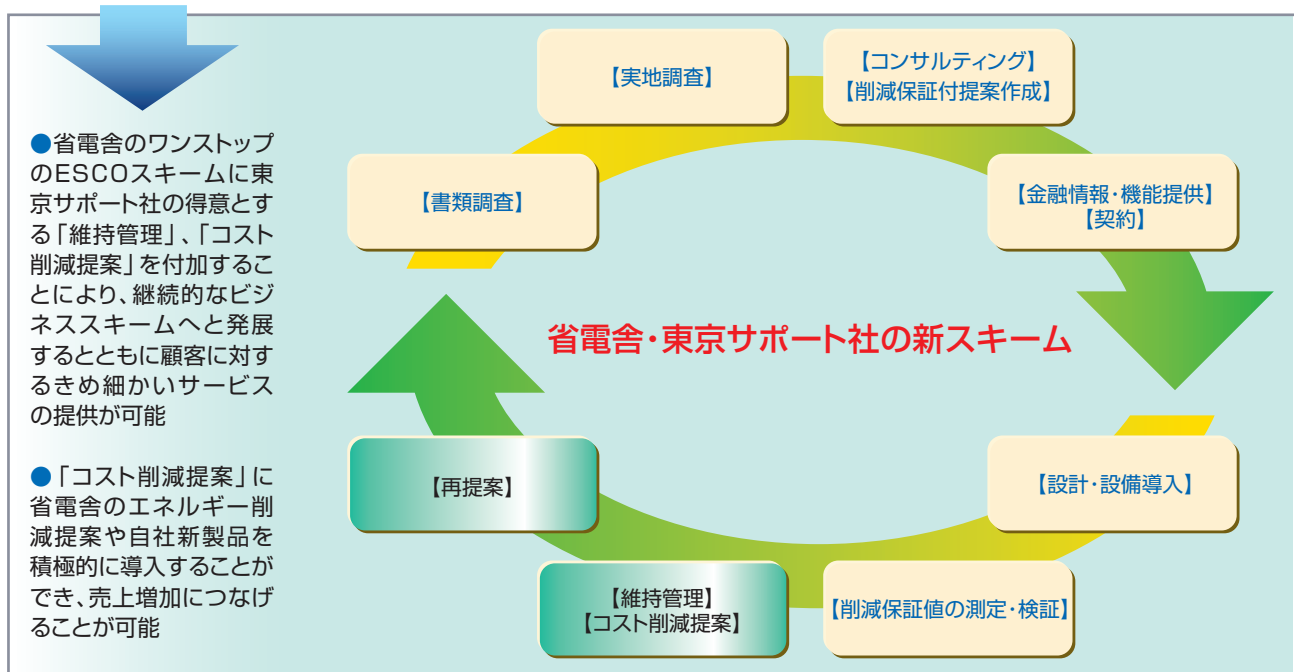 ●省電舎のワンストップ
のESCOスキームに東
京サポート社の得意とす
る「維持管理」、「コスト
削減提案」を付加するこ
とにより、継続的なビジ
ネススキームへと発展
するとともに顧客に対す
るきめ細かいサービス
の提供が可能
●「コスト削減提案」に
省電舎のエネルギー削
減提案や自社新製品を
積極的に導入することが
でき、売上増加につなげ
ることが可能
【書類調査】
【実地調査】
【コンサルティング】
【削減保証付提案作成】
【金融情報・機能提供】
【契約】
省電舎・東京サポート社の新スキーム
【設計・設備導入】
【削減保証値の測定・検証】
【維持管理】
【コスト削減提案】
【再提案】